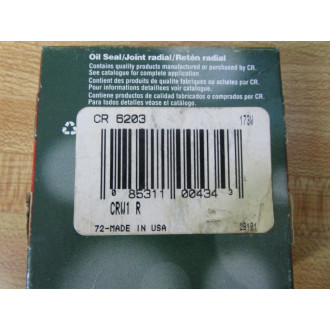 Oil Seal/Joint radial/Retén radial
Contains quality products manufactured or purchased by CR.
See catalogue for complete application.
Contient des produits de qualité fabriqués ou achetés par CR.
Pour informations détaillées voir catalogue.
Contiene productos de calidad fabricados o comprados por CR.
Para todos detalles véase el catálogo.
CR 6203
173W
0 85311 00434 3
CRW1 R
72-MADE IN USA